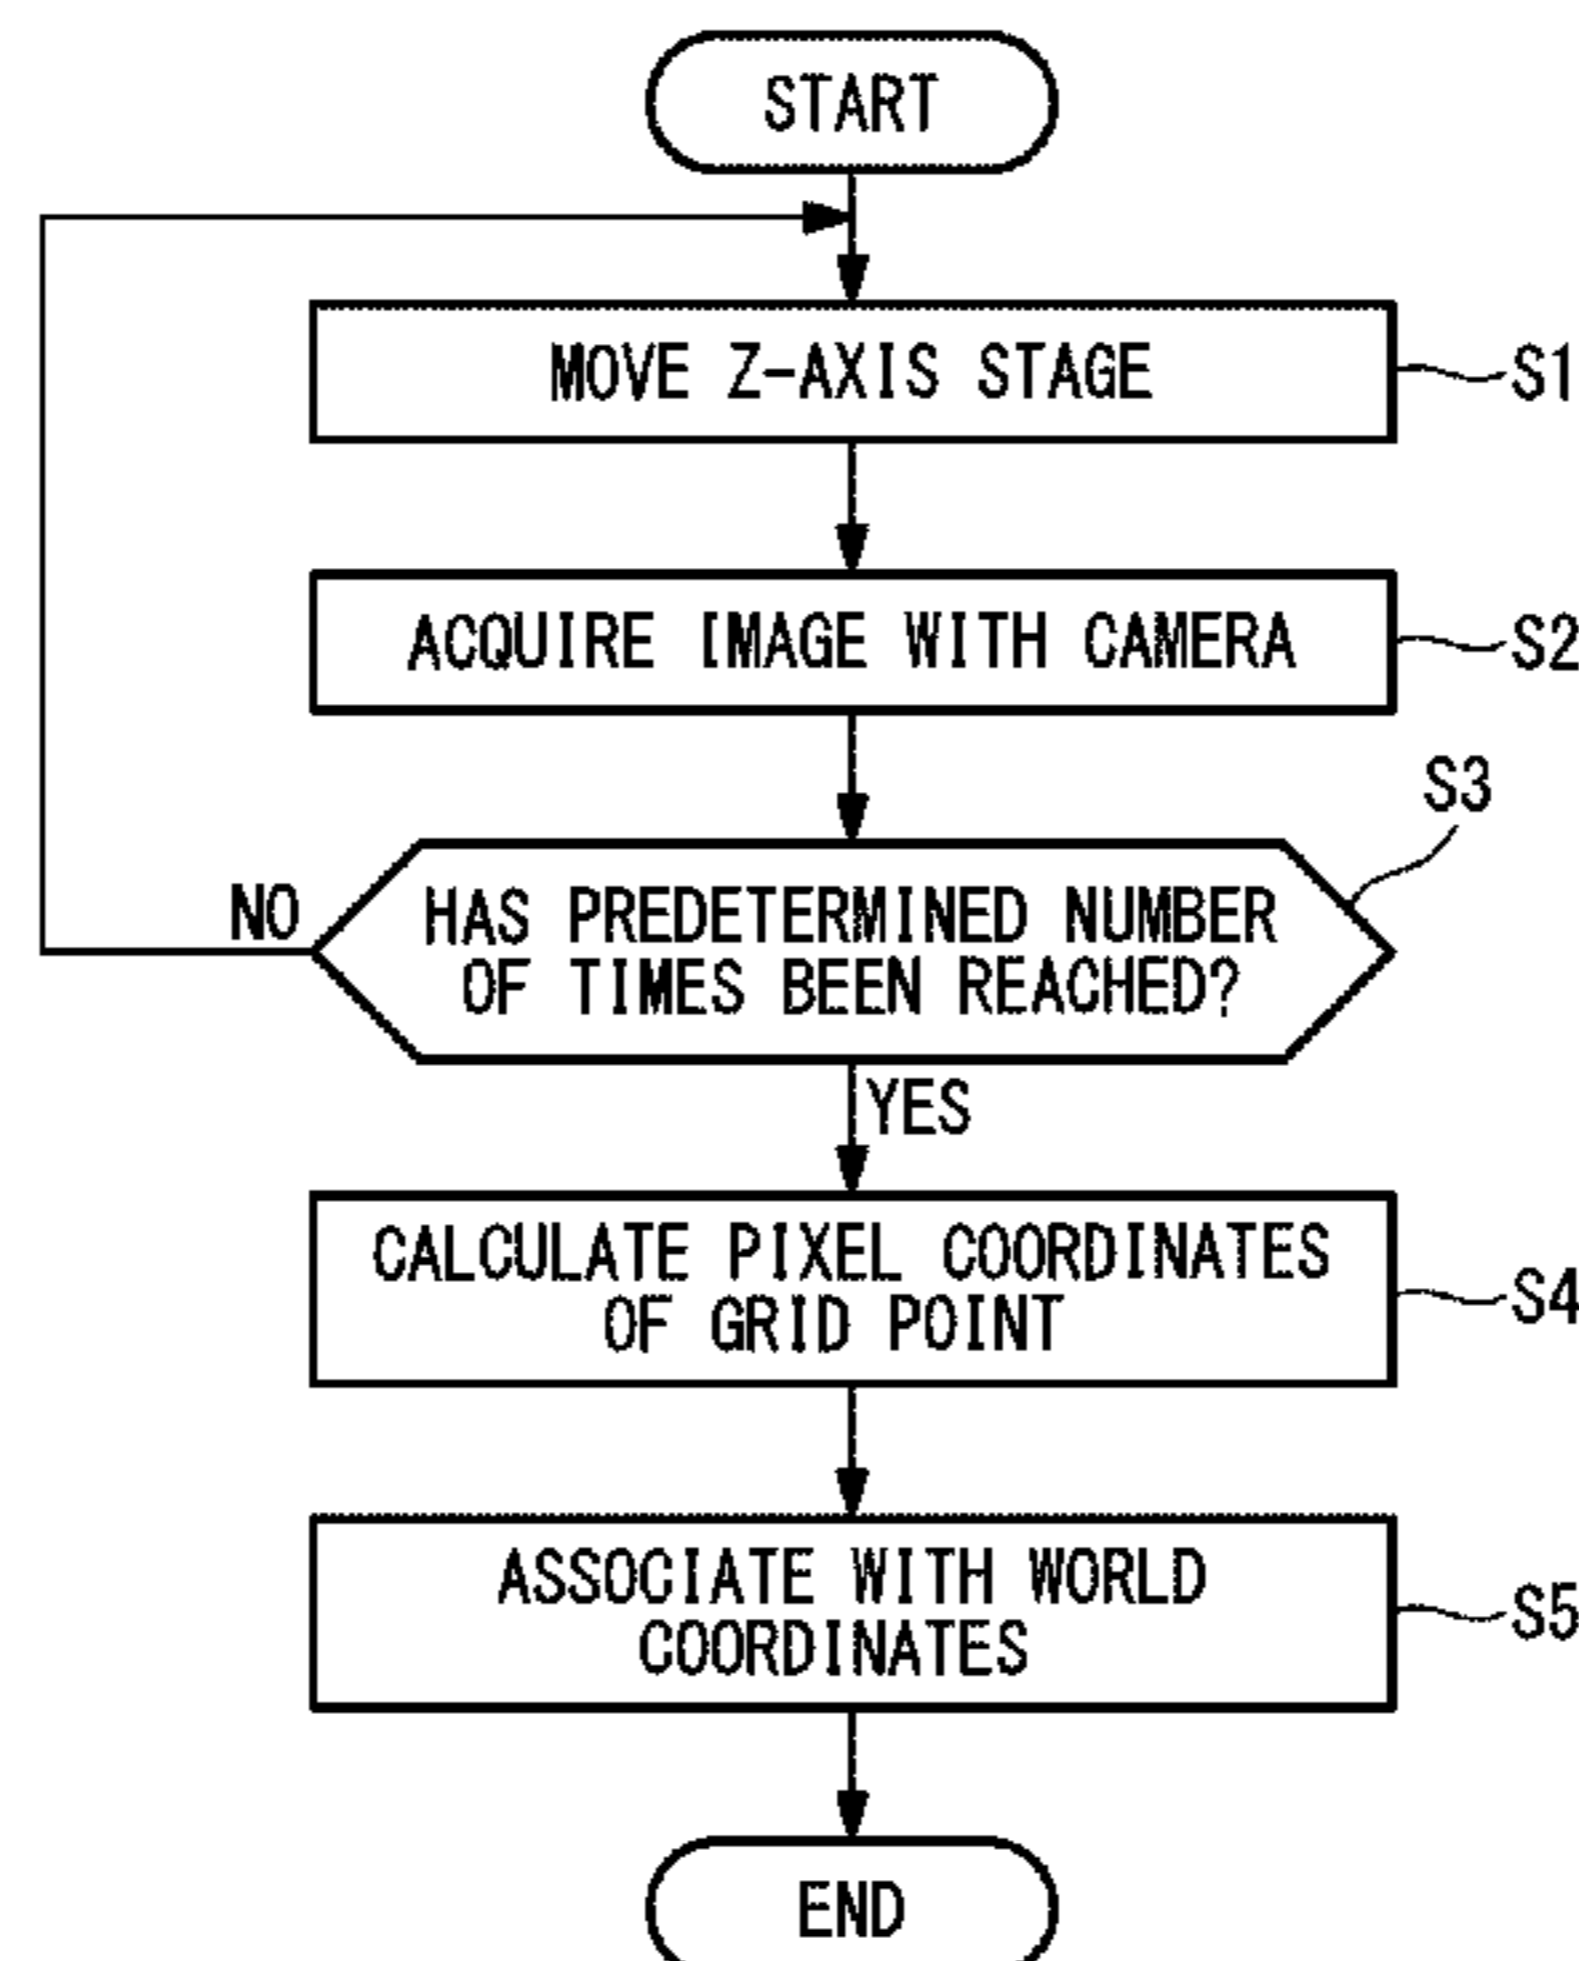 START
MOVE Z-AXIS STAGE
S1
ACQUIRE IMAGE WITH CAMERA
S2
S3
HAS PREDETERMINED NUMBER
OF TIMES BEEN REACHED?
NO
YES
CALCULATE PIXEL COORDINATES
OF GRID POINT
S4
ASSOCIATE WITH WORLD
COORDINATES
S5
END